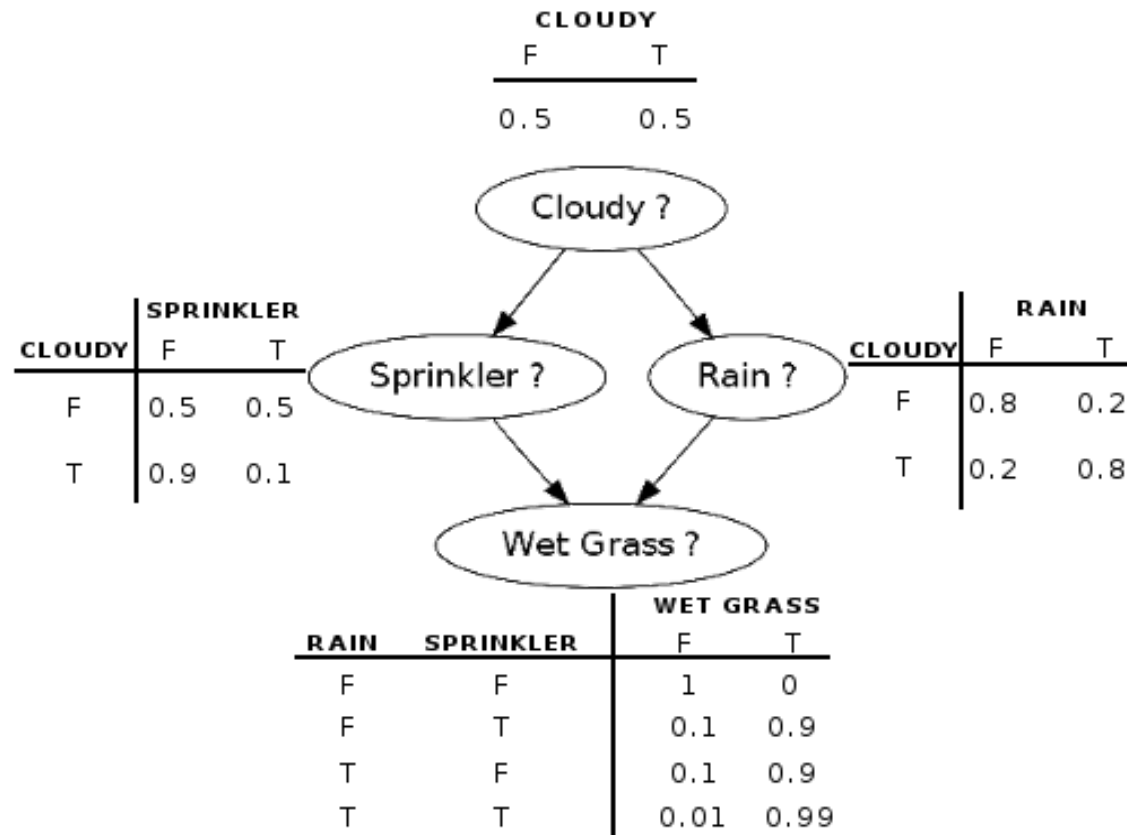 CLOUDY
F T
0.5 0.5
Cloudy ?
SPRINKLER
CLOUDY F T
F 0.5 0.5
T 0.9 0.1
Sprinkler ?
Rain ?
RAIN
CLOUDY F T
F 0.8 0.2
T 0.2 0.8
Wet Grass ?
WET GRASS
RAIN SPRINKLER F T
F F 1 0
F T 0.1 0.9
T F 0.1 0.9
T T 0.01 0.99